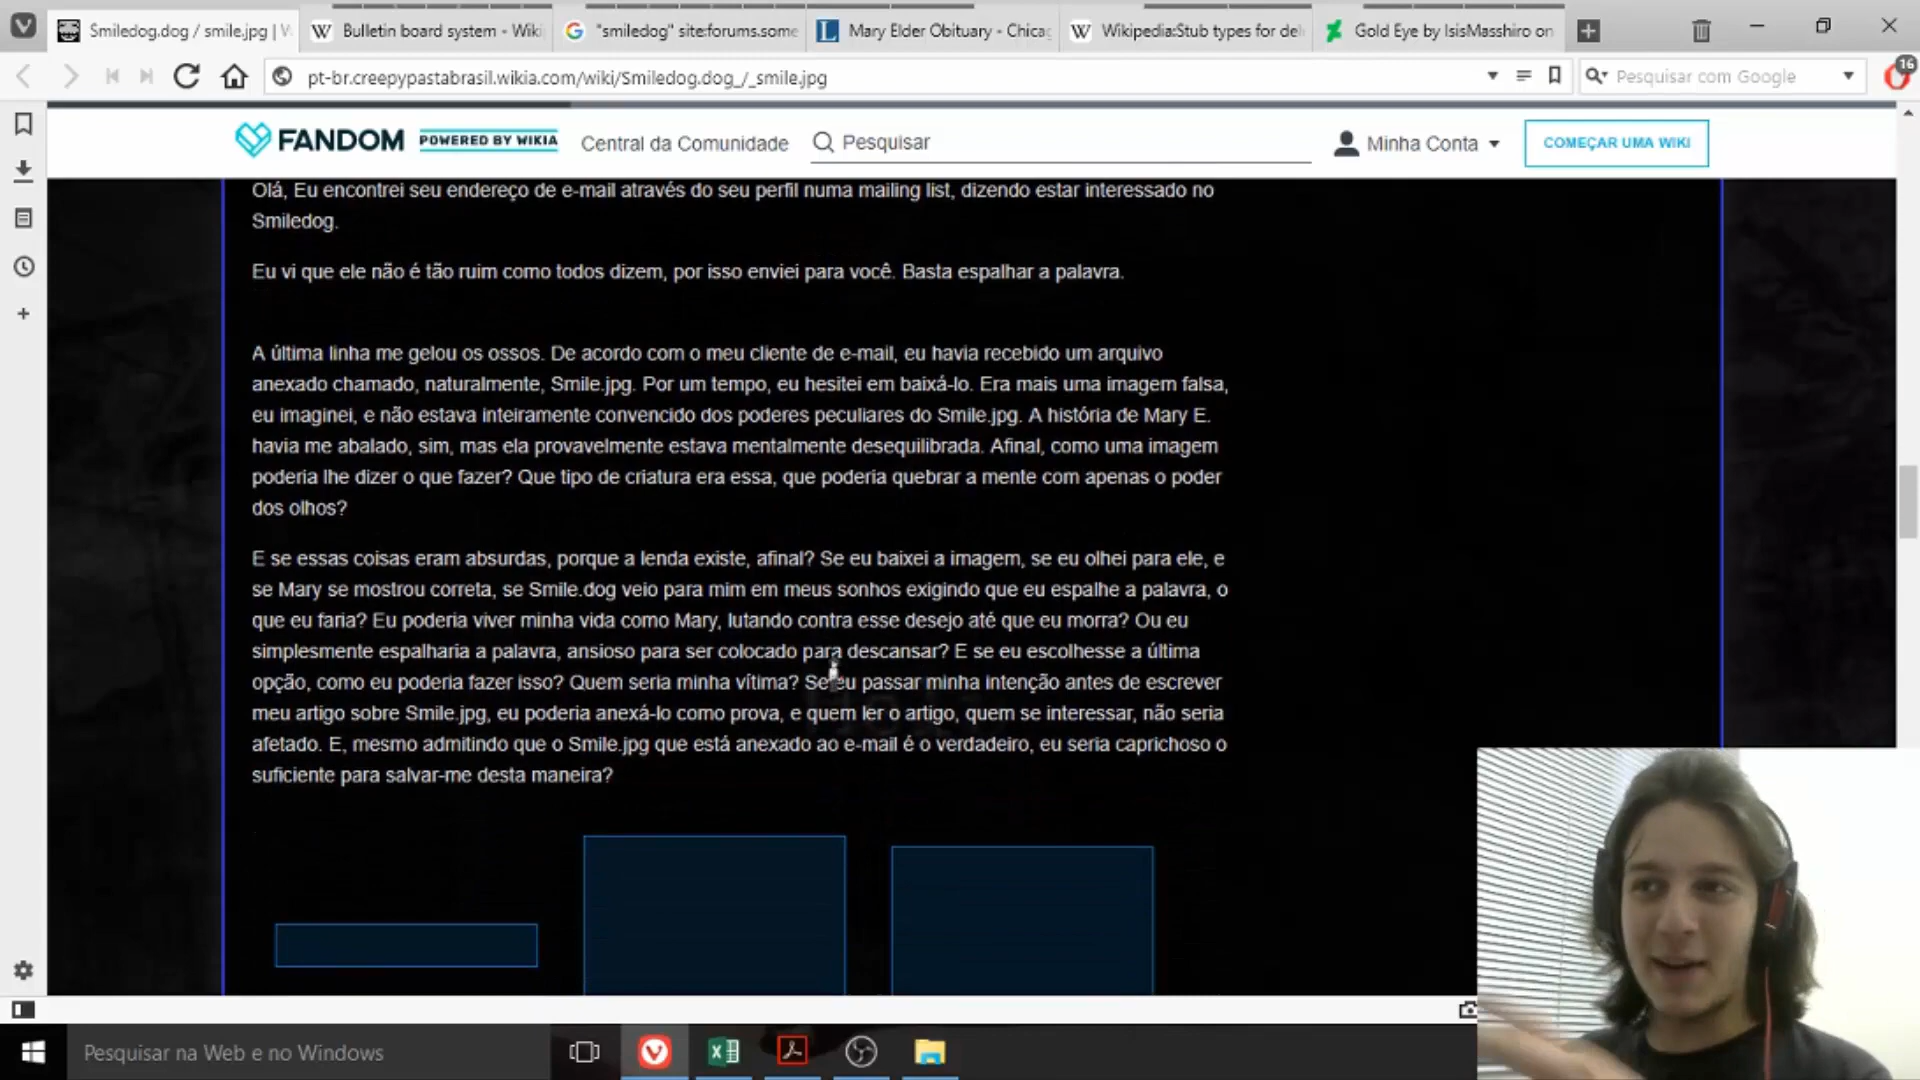 Smiledog.dog / smile.jpg | W
Bulletin board system - Wiki
"smiledog" site:forums.some
Mary Elder Obituary - Chicag
Wikipedia:Stub types for del
Gold Eye by IsisMasshiro on
pt-br.creepypastabrasil.wikia.com/wiki/Smiledog.dog_/_smile.jpg
Pesquisar com Google
16
FANDOM
POWERED BY WIKIA
Central da Comunidade
Pesquisar
Minha Conta
COMEÇAR UMA WIKI
Olá, Eu encontrei seu endereço de e-mail através do seu perfil numa mailing list, dizendo estar interessado no
Smiledog.
Eu vi que ele não é tão ruim como todos dizem, por isso enviei para você. Basta espalhar a palavra.
A última linha me gelou os ossos. De acordo com o meu cliente de e-mail, eu havia recebido um arquivo
anexado chamado, naturalmente, Smile.jpg. Por um tempo, eu hesitei em baixá-lo. Era mais uma imagem falsa,
eu imaginei, e não estava inteiramente convencido dos poderes peculiares do Smile.jpg. A história de Mary E.
havia me abalado, sim, mas ela provavelmente estava mentalmente desequilibrada. Afinal, como uma imagem
poderia lhe dizer o que fazer? Que tipo de criatura era essa, que poderia quebrar a mente com apenas o poder
dos olhos?
E se essas coisas eram absurdas, porque a lenda existe, afinal? Se eu baixei a imagem, se eu olhei para ele, e
se Mary se mostrou correta, se Smile.dog veio para mim em meus sonhos exigindo que eu espalhe a palavra, o
que eu faria? Eu poderia viver minha vida como Mary, lutando contra esse desejo até que eu morra? Ou eu
simplesmente espalharia a palavra, ansioso para ser colocado para descansar? E se eu escolhesse a última
opção, como eu poderia fazer isso? Quem seria minha vítima? Se eu passar minha intenção antes de escrever
meu artigo sobre Smile.jpg, eu poderia anexá-lo como prova, e quem ler o artigo, quem se interessar, não seria
afetado. E, mesmo admitindo que o Smile.jpg que está anexado ao e-mail é o verdadeiro, eu seria caprichoso o
suficiente para salvar-me desta maneira?
Pesquisar na Web e no Windows